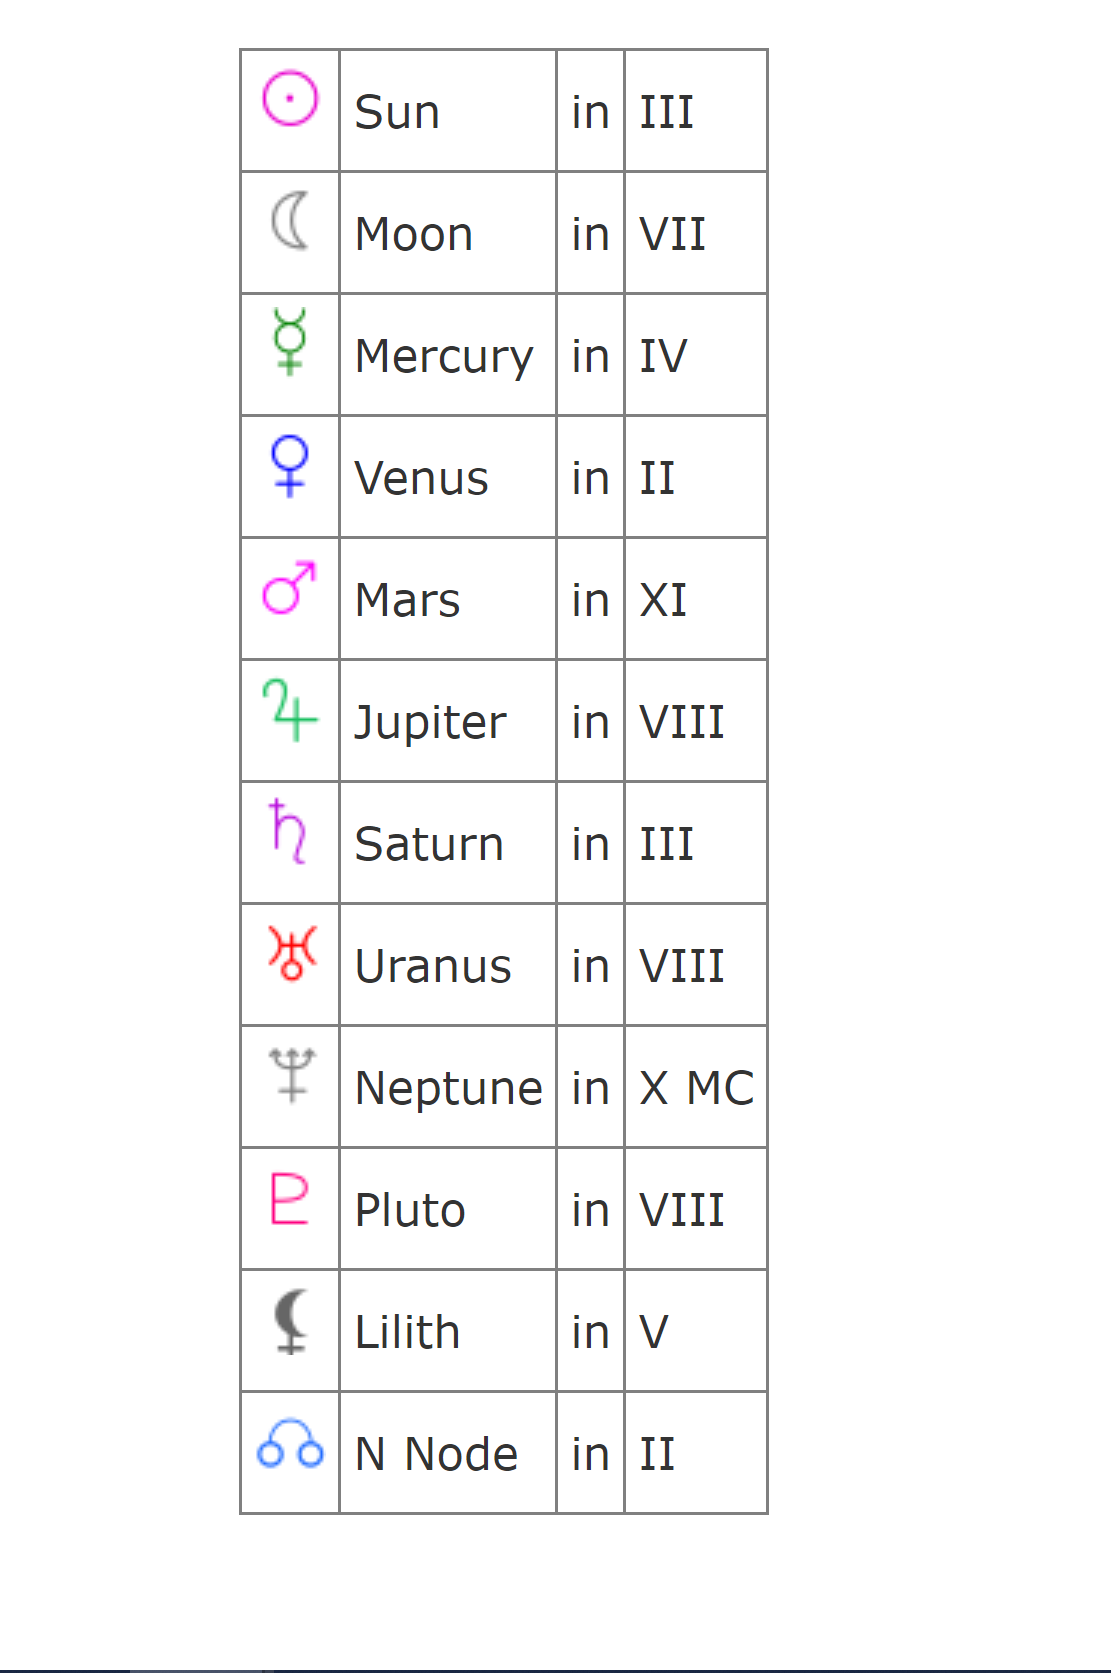 Sun in III
Moon in VII
Mercury in IV
Venus in II
Mars in XI
Jupiter in VIII
Saturn in III
Uranus in VIII
Neptune in X MC
Pluto in VIII
Lilith in V
N Node in II